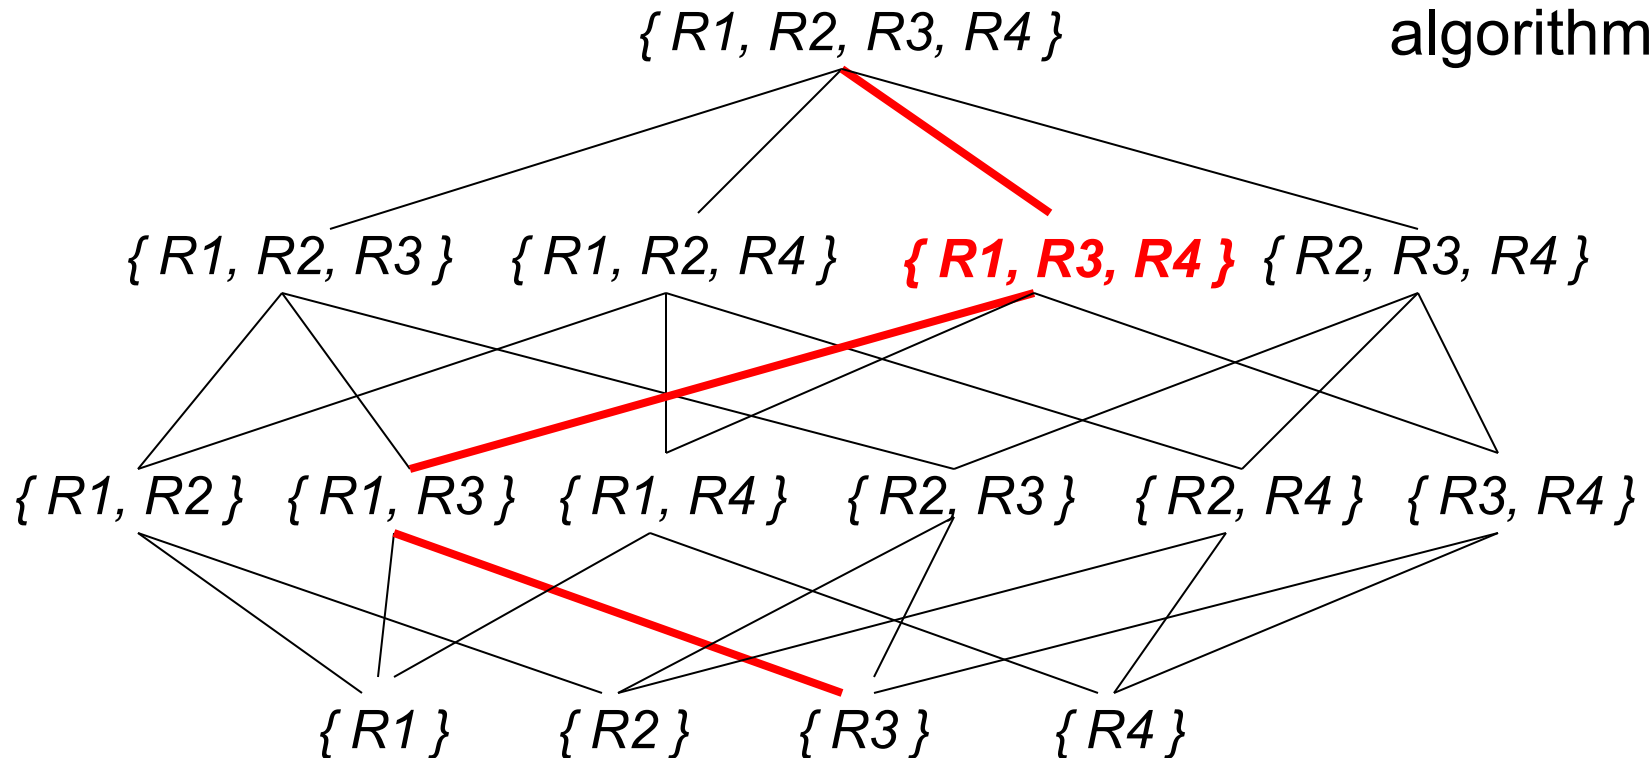 { R1, R2, R3, R4 }
algorithm
{ R1, R2, R3 } { R1, R2, R4 } { R1, R3, R4 } { R2, R3, R4 }
{ R1, R2 } { R1, R3 } { R1, R4 } { R2, R3 } { R2, R4 } { R3, R4 }
{ R1 } { R2 } { R3 } { R4 }